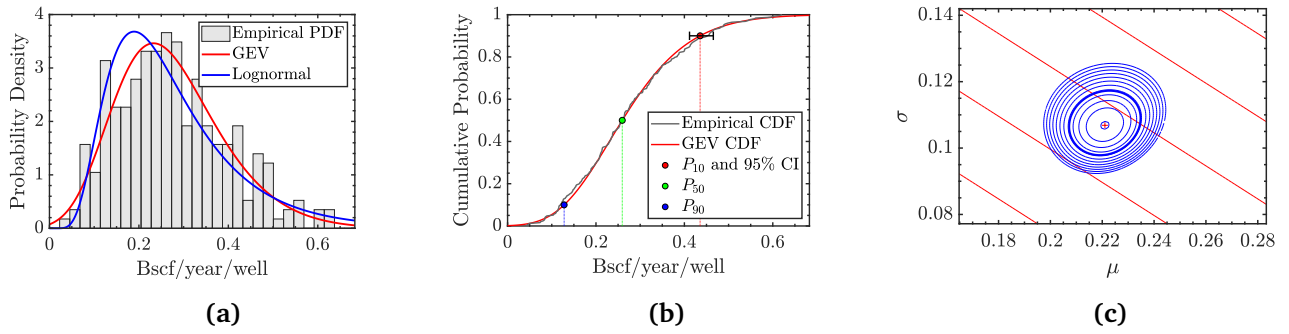 Probability Density
5
4
3
2
1
0
0
0.2
0.4
0.6
Bscf/year/well
Empirical PDF
GEV
Lognormal
(a)
Cumulative Probability
1
0.8
0.6
0.4
0.2
0
0
0.2
0.4
0.6
Bscf/year/well
Empirical CDF
GEV CDF
P10 and 95% CI
P50
P90
(b)
σ
0.14
0.12
0.1
0.08
0.18
0.2
0.22
0.24
0.26
0.28
μ
(c)